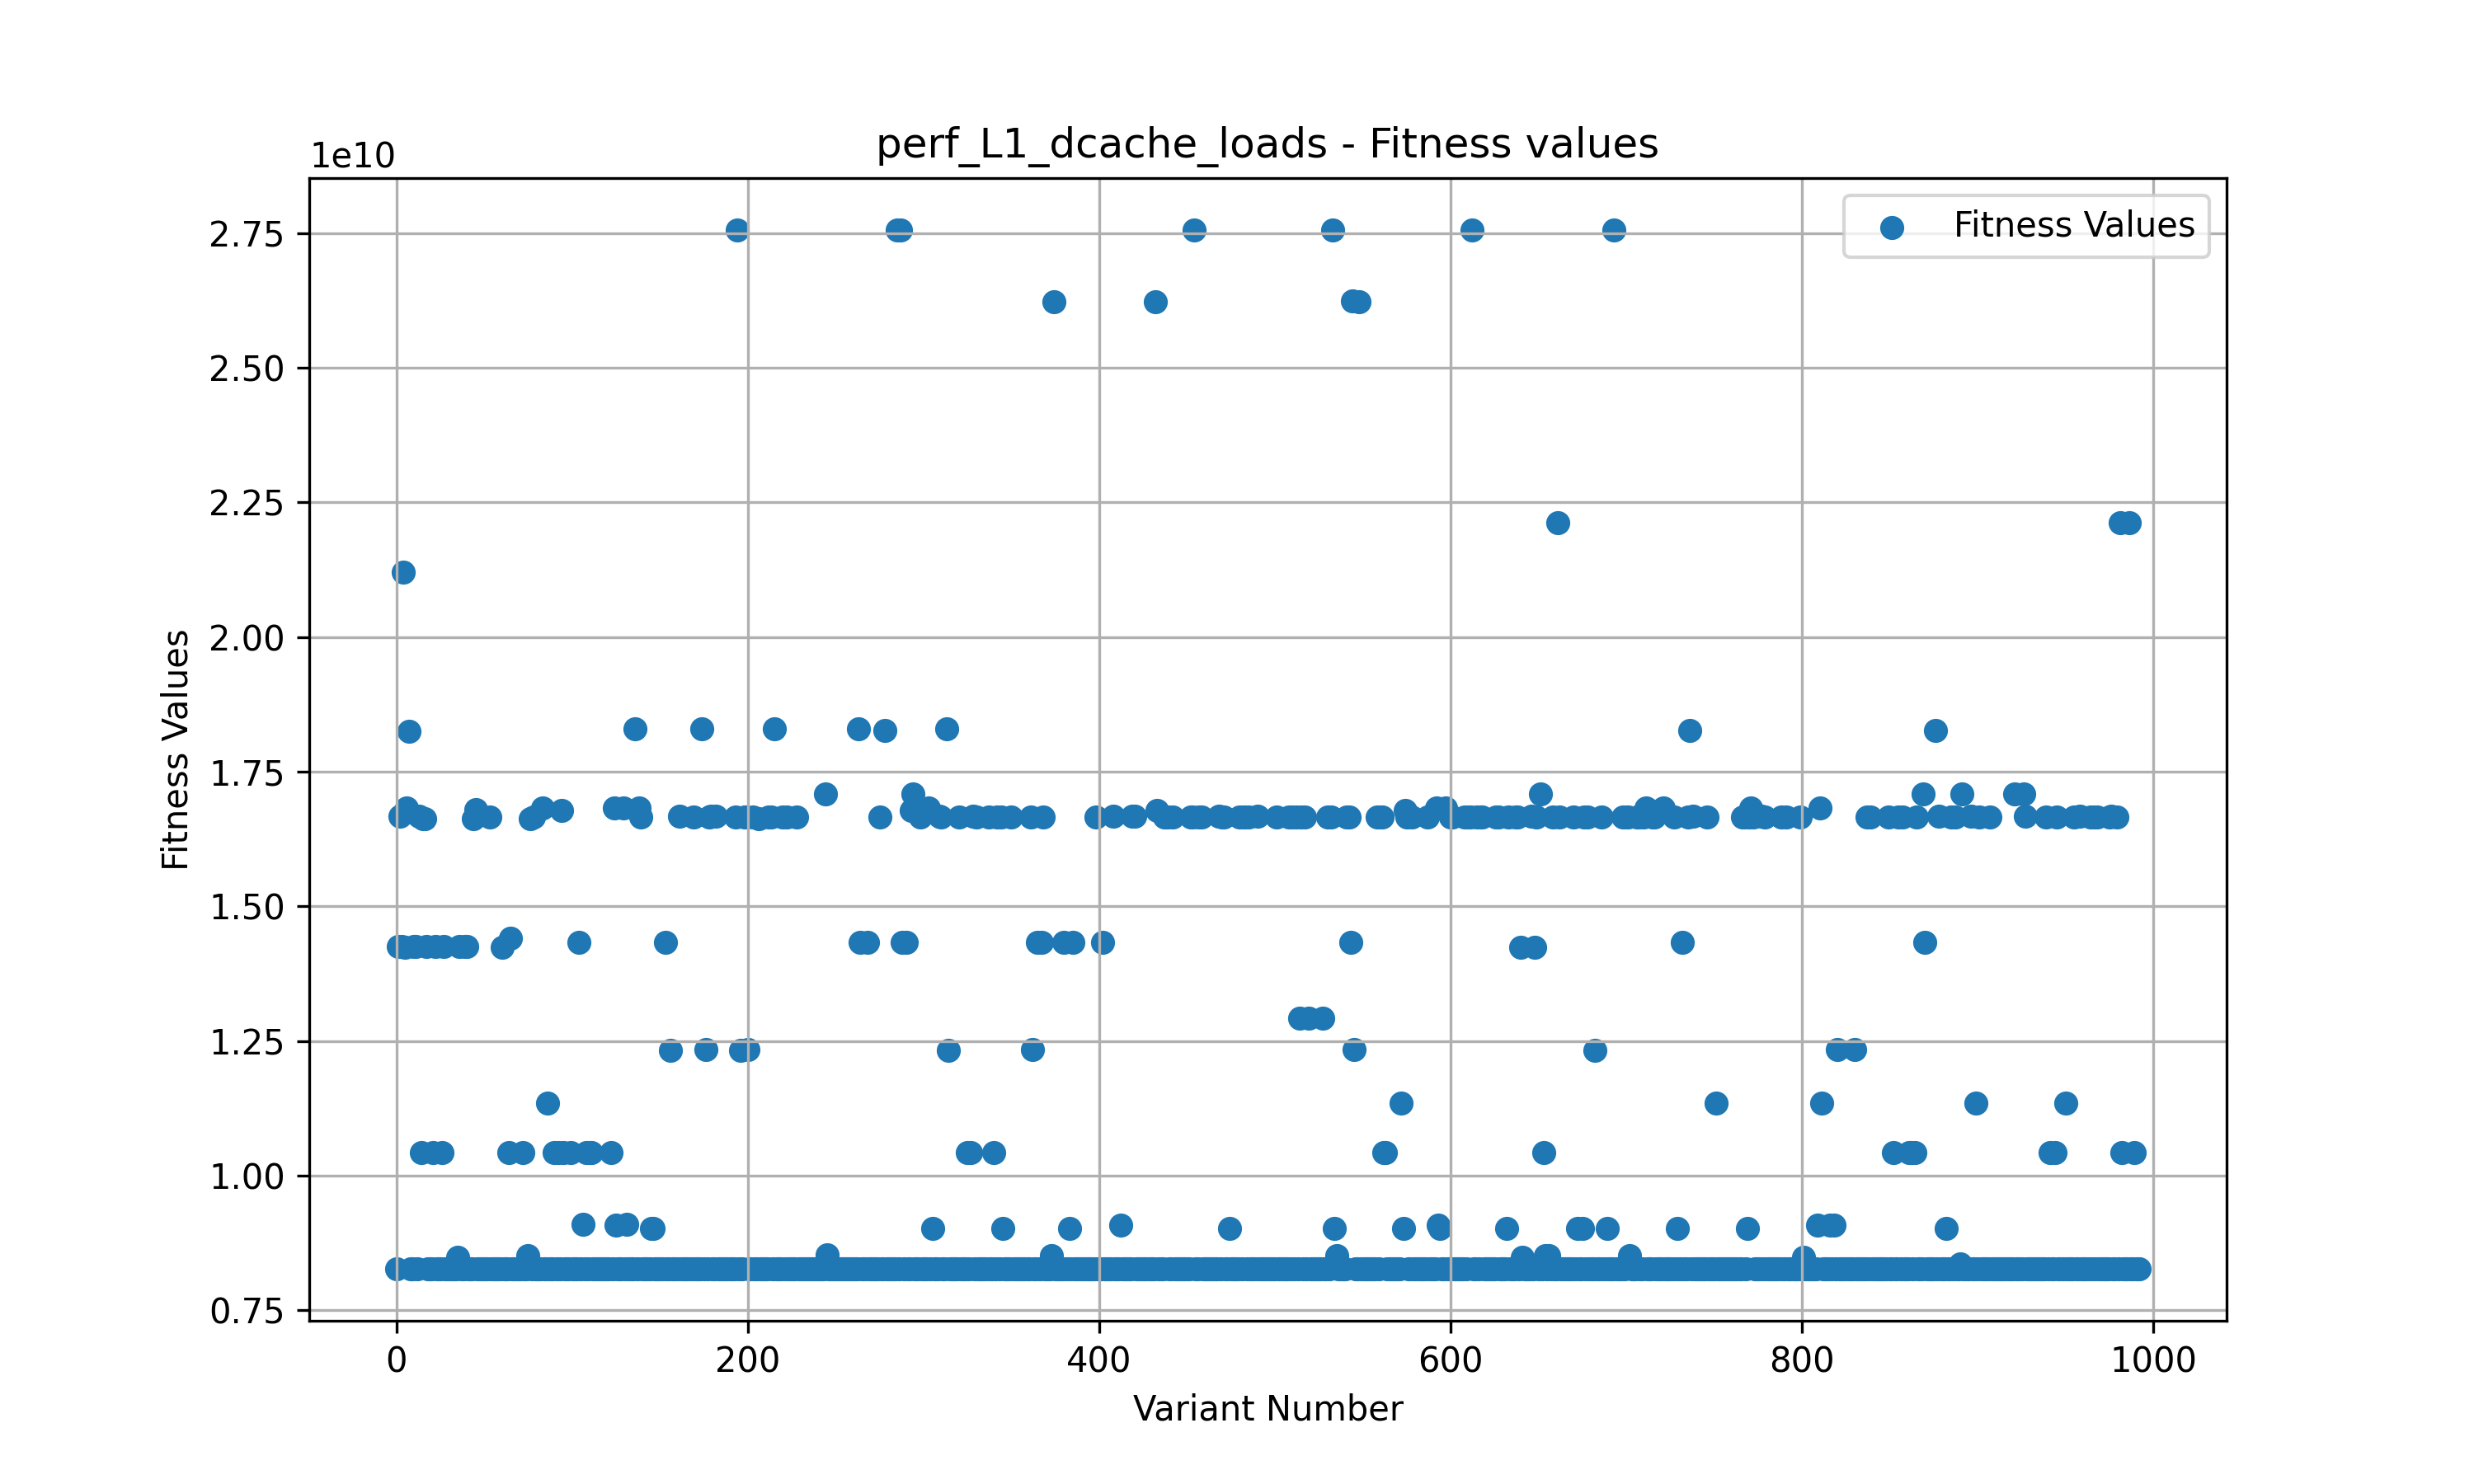 perf_L1_dcache_loads - Fitness values
1e10
Fitness Values
2.75
2.50
2.25
2.00
1.75
1.50
1.25
1.00
0.75
Fitness Values
0 200 400 600 800 1000
Variant Number